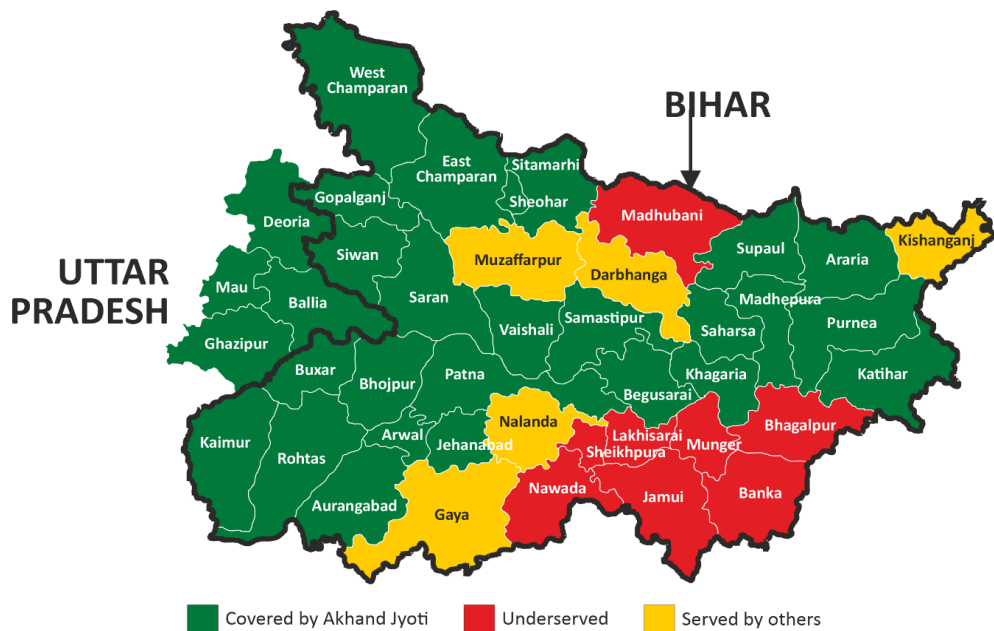 West
Champaran
BIHAR
East
Champaran
Sitamarhi
Sheohar
Gopalganj
Madhubani
Deoria
Kishanganj
Siwan
Supaul
Araria
Muzaffarpur
Darbhanga
UTTAR
PRADESH
Mau
Ballia
Saran
Madhepura
Vaishali
Samastipur
Saharsa
Purnea
Ghazipur
Buxar
Bhojpur
Patna
Khagaria
Katihar
Begusarai
Nalanda
Kaimur
Arwal
Jehanabad
Lakhisarai
Sheikhpura
Munger
Bhagalpur
Rohtas
Nawada
Jamui
Banka
Aurangabad
Gaya
Covered by Akhand Jyoti
Underserved
Served by others